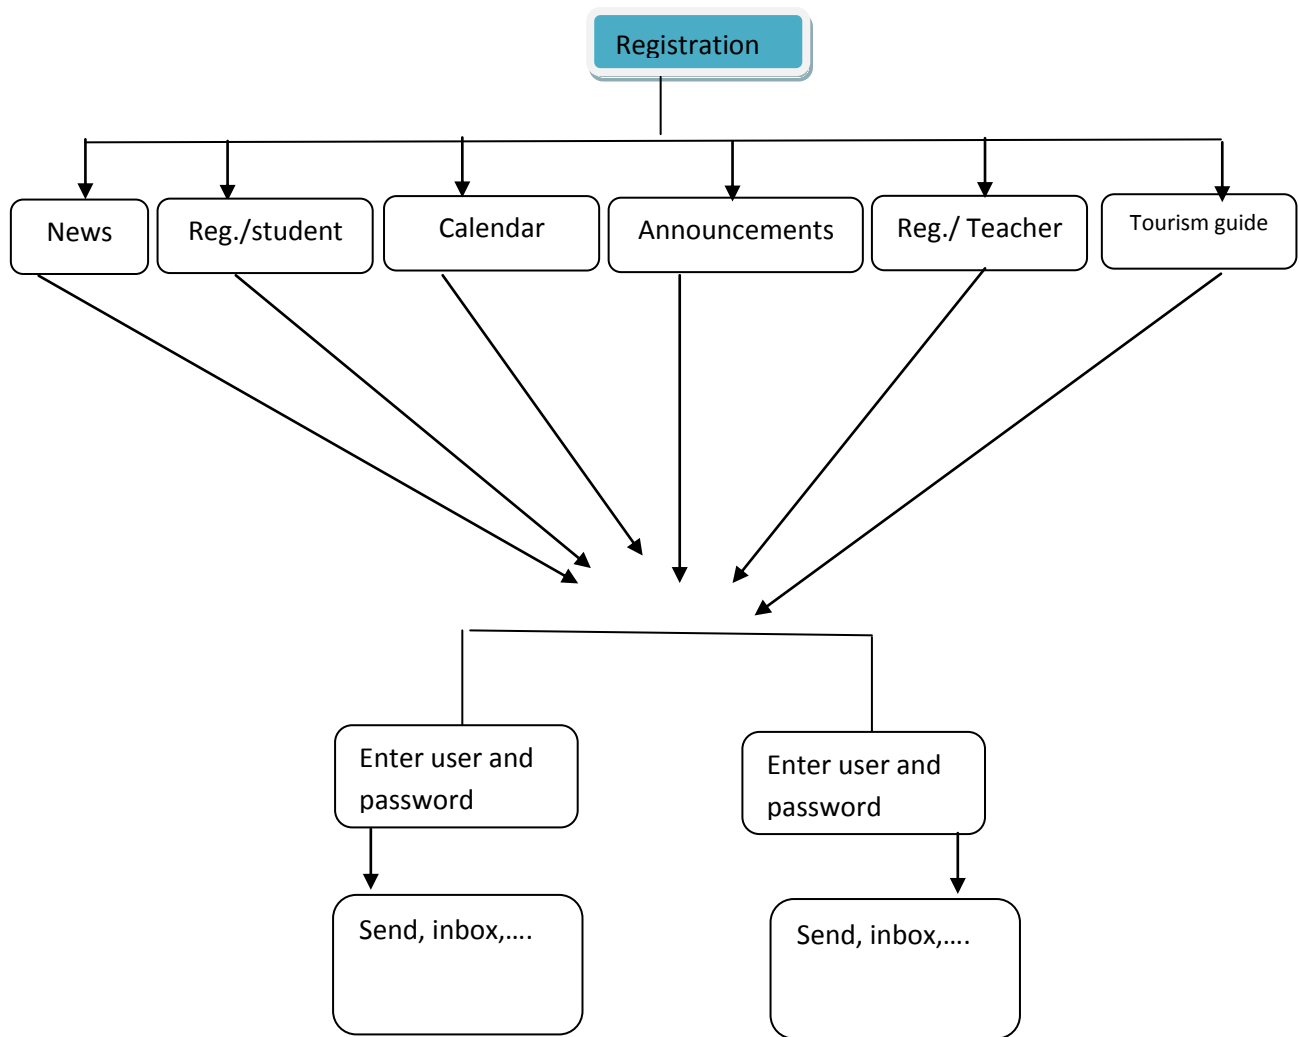 Registration
News
Reg./student
Calendar
Announcements
Reg./ Teacher
Tourism guide
Enter user and
password
Enter user and
password
Send, inbox,....
Send, inbox,....